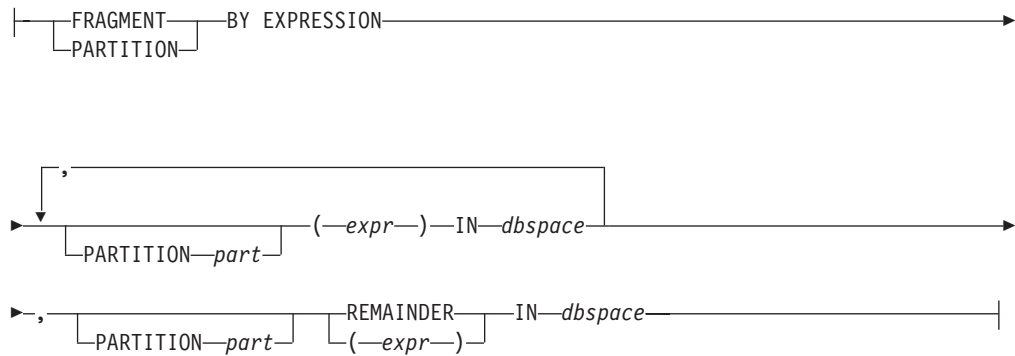 FRAGMENT BY EXPRESSION
PARTITION
,
( expr ) IN dbspace
PARTITION part
, REMAINDER IN dbspace
PARTITION part ( expr )